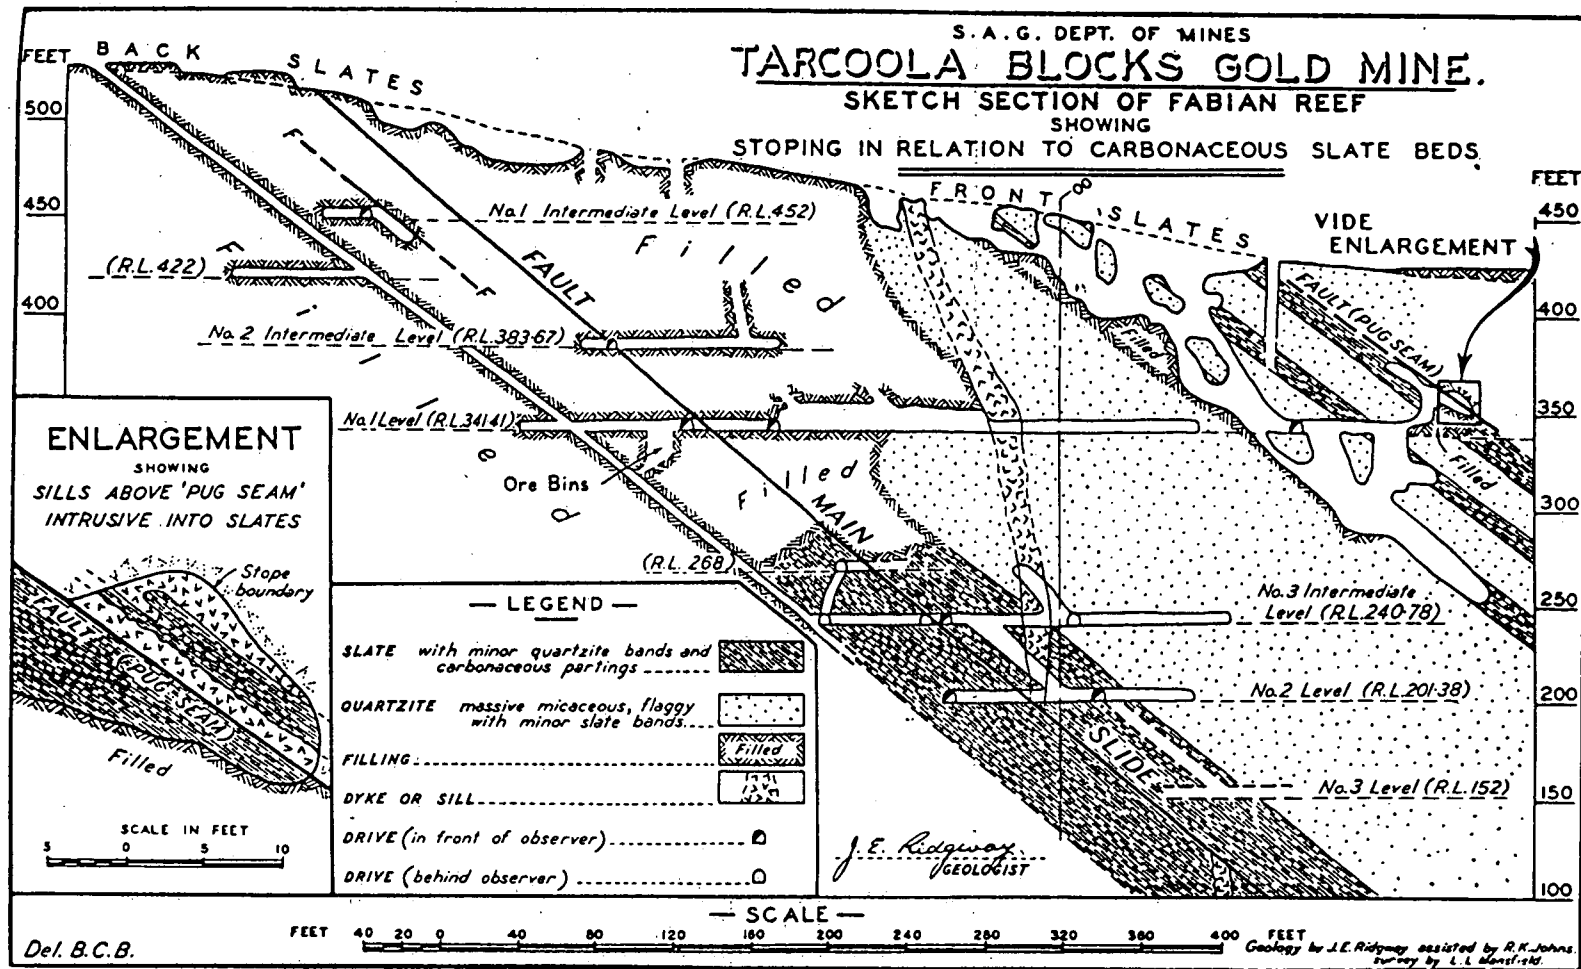 S.A.G. DEPT. OF MINES
TARCOOLA BLOCKS GOLD MINE.
SKETCH SECTION OF FABIAN REEF
SHOWING
STOPING IN RELATION TO CARBONACEOUS SLATE BEDS.
FEET
BACK SLATES
500
450
400
FRONT SLATES
FEET
450
400
350
300
250
200
150
100
VIDE
ENLARGEMENT
No.1 Intermediate Level (R.L.452)
(R.L.422)
F
F
F
Filled
FAULT
Filled
No.2 Intermediate Level (R.L.383·67)
FAULT (PUG SEAM)
Filled
No.1 Level (R.L.341·41)
Ore Bins
Filled
MAIN
Filled
(R.L. 268)
No.3 Intermediate
Level (R.L.240·78)
No.2 Level (R.L.201·38)
SLIDE
No.3 Level (R.L.152)
ENLARGEMENT
SHOWING
SILLS ABOVE 'PUG SEAM'
INTRUSIVE INTO SLATES
Stope
boundary
FAULT (PUG SEAM)
Filled
SCALE IN FEET
5 0 5 10
— LEGEND —
SLATE with minor quartzite bands and
carbonaceous partings
QUARTZITE massive micaceous, flaggy
with minor slate bands
FILLING
Filled
DYKE OR SILL
DRIVE (in front of observer)
DRIVE (behind observer)
J. E. Ridgway
GEOLOGIST
— SCALE —
FEET 40 20 0 40 80 120 160 200 240 280 320 360 400 FEET
Del. B.C.B.
Geology by J.E. Ridgway assisted by R.K. Johns.
survey by L.L. Mansfield.